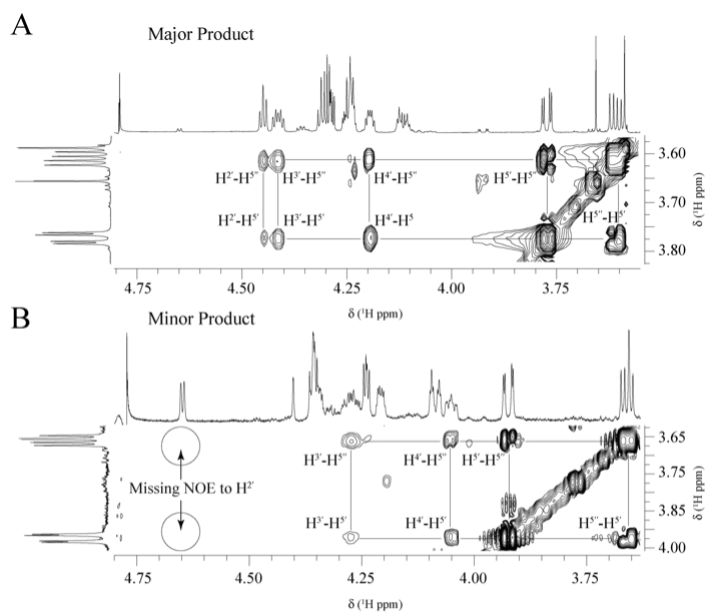 A
Major Product
H2'-H5'' H3'-H5'' H4'-H5'' H5'-H5''
H2'-H5' H3'-H5' H4'-H5 H5''-H5'
3.60
3.70
3.80
δ (1H ppm)
4.75 4.50 4.25 4.00 3.75
δ (1H ppm)
B
Minor Product
H3'-H5'' H4'-H5'' H5'-H5''
Missing NOE to H2'
H3'-H5' H4'-H5' H5''-H5'
3.65
3.75
3.85
4.00
δ (1H ppm)
4.75 4.50 4.25 4.00 3.75
δ (1H ppm)